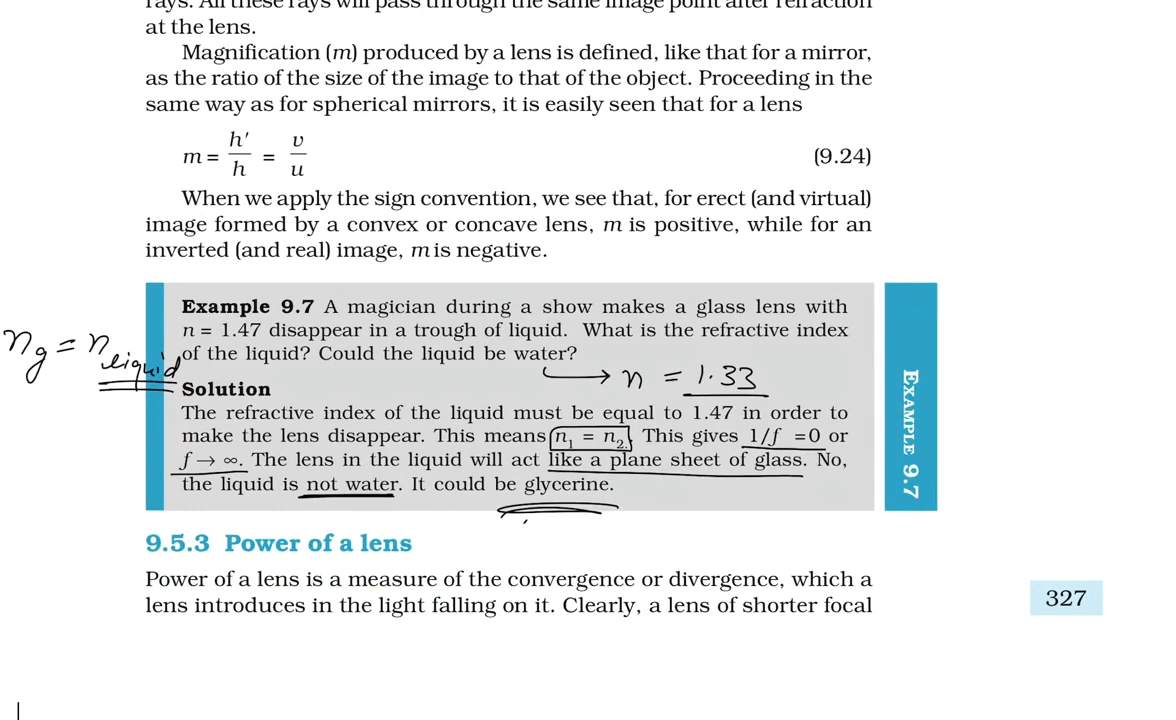 rays. All these rays will pass through the same image point after refraction
at the lens.
Magnification (m) produced by a lens is defined, like that for a mirror,
as the ratio of the size of the image to that of the object. Proceeding in the
same way as for spherical mirrors, it is easily seen that for a lens
m = h′/h = v/u (9.24)
When we apply the sign convention, we see that, for erect (and virtual)
image formed by a convex or concave lens, m is positive, while for an
inverted (and real) image, m is negative.
Example 9.7 A magician during a show makes a glass lens with
n = 1.47 disappear in a trough of liquid. What is the refractive index
of the liquid? Could the liquid be water?
n_g = n_liquid
→ n = 1.33
Solution
The refractive index of the liquid must be equal to 1.47 in order to
make the lens disappear. This means n₁ = n₂. This gives 1/f =0 or
f → ∞. The lens in the liquid will act like a plane sheet of glass. No,
the liquid is not water. It could be glycerine.
EXAMPLE 9.7
9.5.3 Power of a lens
Power of a lens is a measure of the convergence or divergence, which a
lens introduces in the light falling on it. Clearly, a lens of shorter focal
327